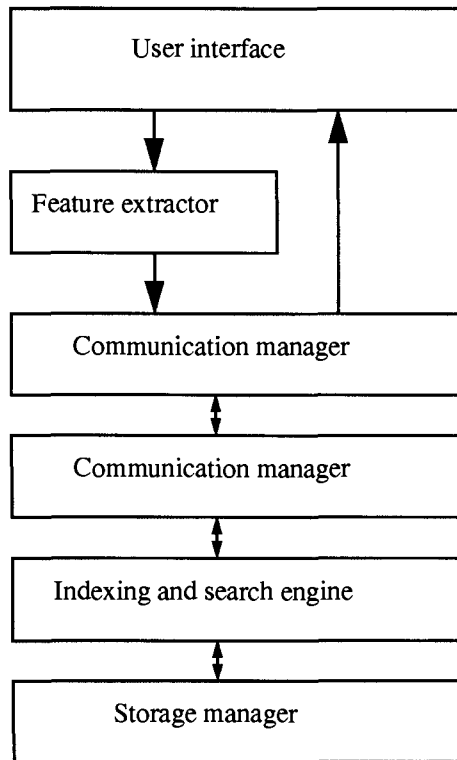 User interface
Feature extractor
Communication manager
Communication manager
Indexing and search engine
Storage manager